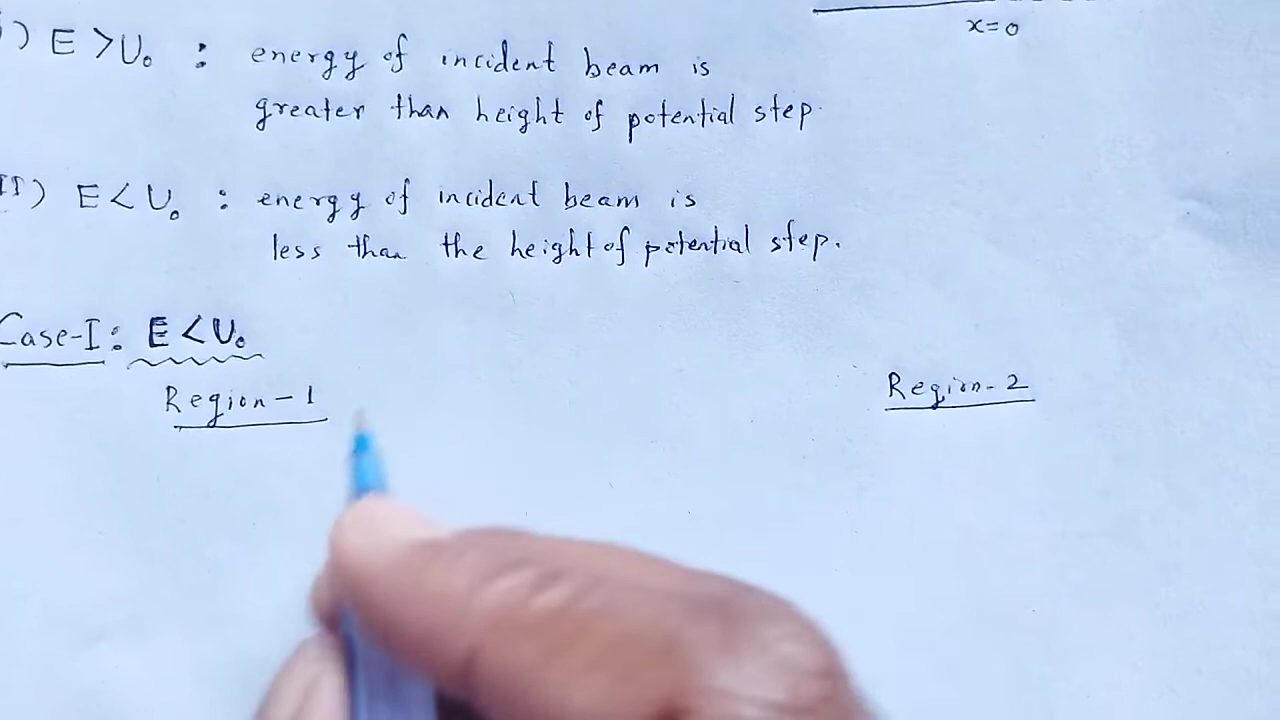 x=0
) E >U₀ : energy of incident beam is
greater than height of potential step.
II) E < U₀ : energy of incident beam is
less than the height of potential step.
Case-I: E < U₀
Region-1
Region-2